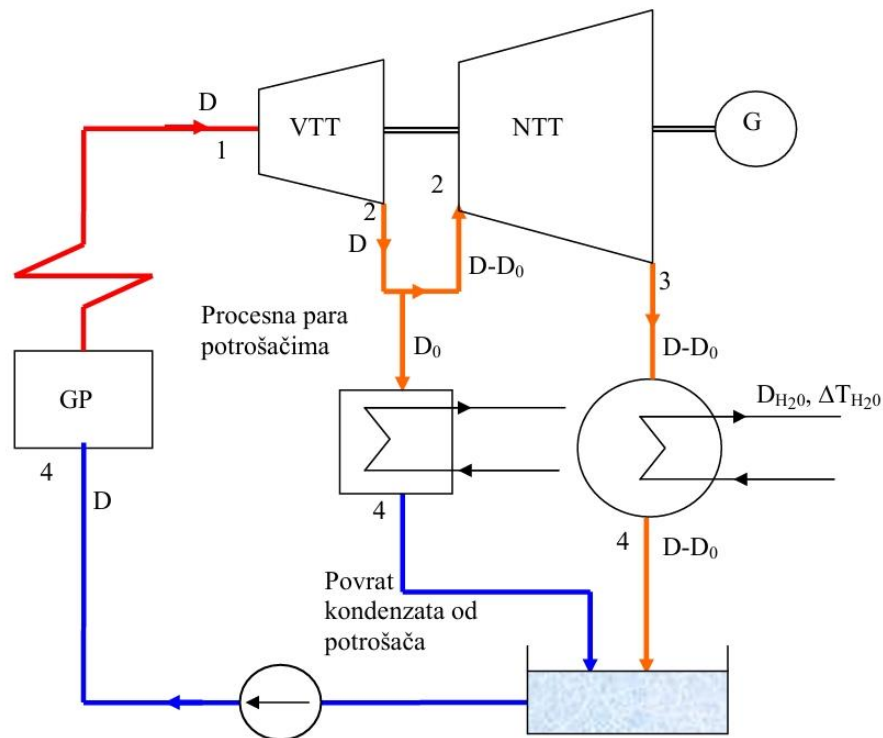 D
1
VTT
NTT
G
2
2
D
D-D₀
3
Procesna para
potrošačima
D₀
D-D₀
GP
D_H20, ΔT_H20
4
D
4
4
D-D₀
Povrat
kondenzata od
potrošača